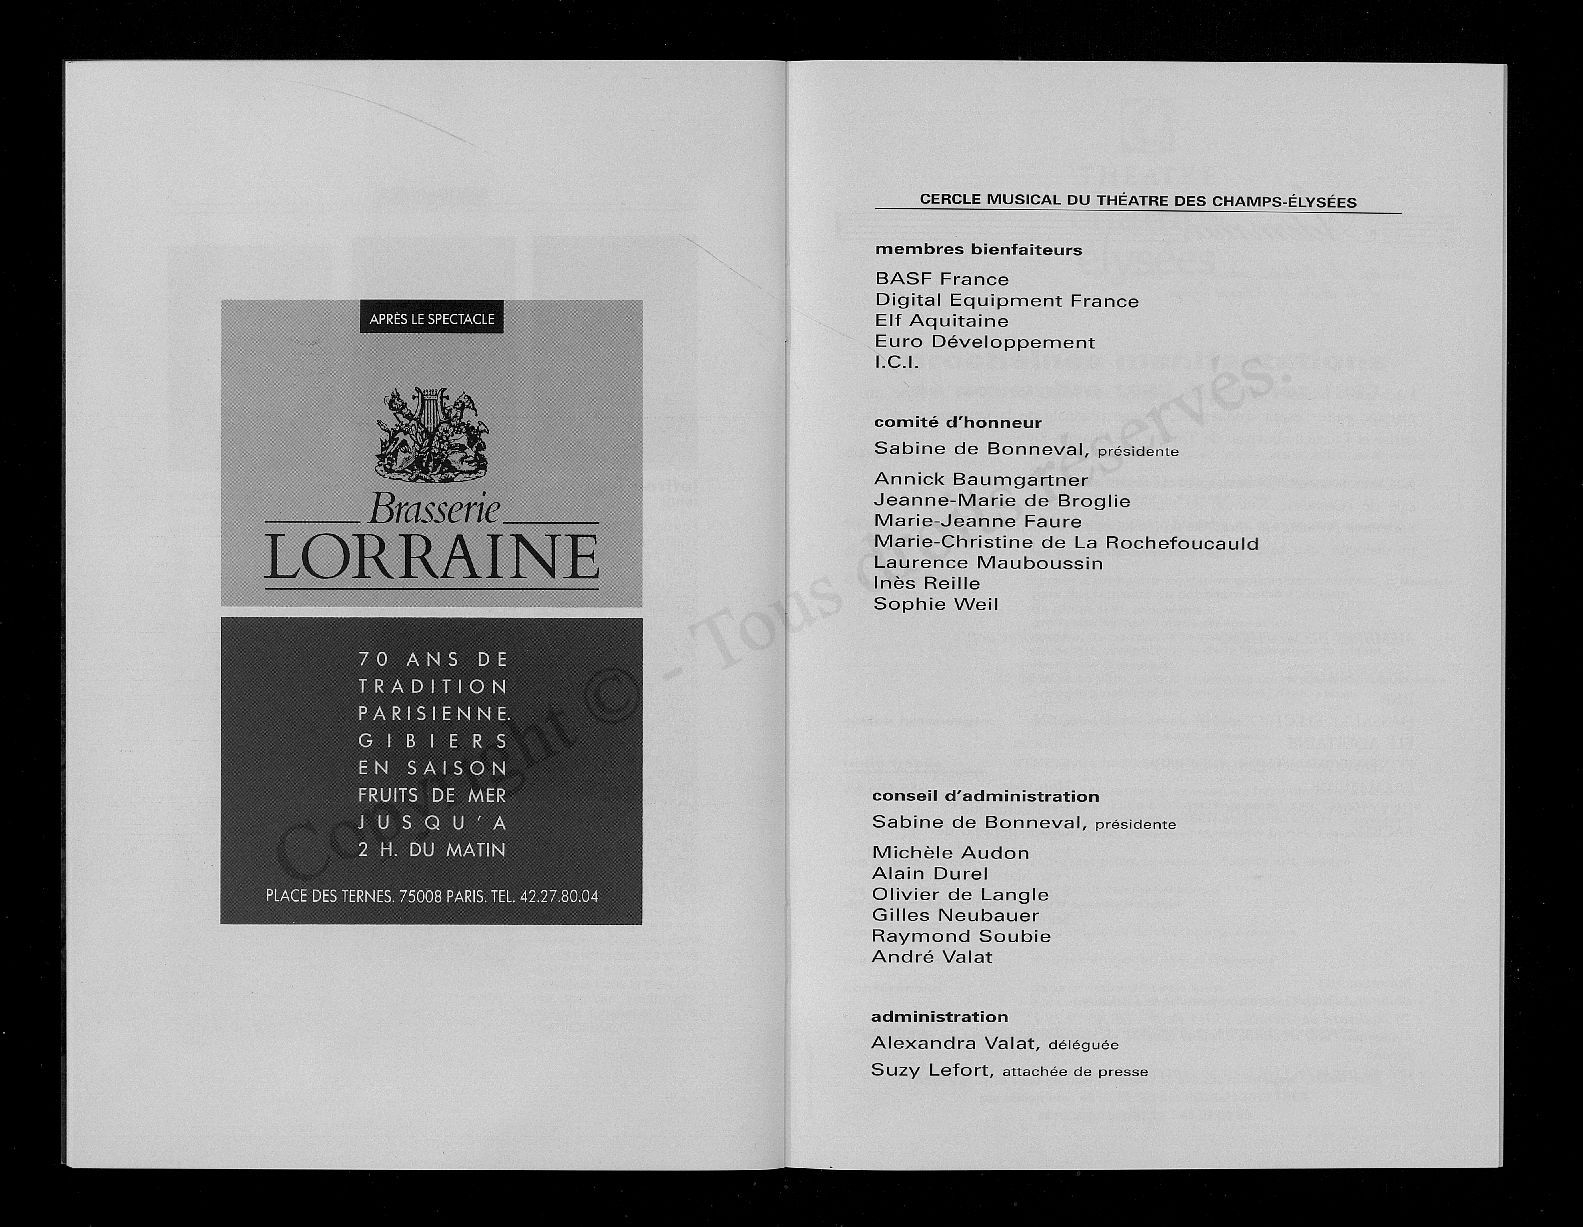 APRÈS LE SPECTACLE
Brasserie
LORRAINE
70 ANS DE
TRADITION
PARISIENNE.
GIBIERS
EN SAISON
FRUITS DE MER
JUSQU'A
2 H. DU MATIN
PLACE DES TERNES. 75008 PARIS. TEL. 42.27.80.04
CERCLE MUSICAL DU THÉATRE DES CHAMPS-ÉLYSÉES
membres bienfaiteurs
BASF France
Digital Equipment France
Elf Aquitaine
Euro Développement
I.C.I.
comité d'honneur
Sabine de Bonneval, présidente
Annick Baumgartner
Jeanne-Marie de Broglie
Marie-Jeanne Faure
Marie-Christine de La Rochefoucauld
Laurence Mauboussin
Inès Reille
Sophie Weil
conseil d'administration
Sabine de Bonneval, présidente
Michèle Audon
Alain Durel
Olivier de Langle
Gilles Neubauer
Raymond Soubie
André Valat
administration
Alexandra Valat, déléguée
Suzy Lefort, attachée de presse
Copyright © - Tous droits réservés.